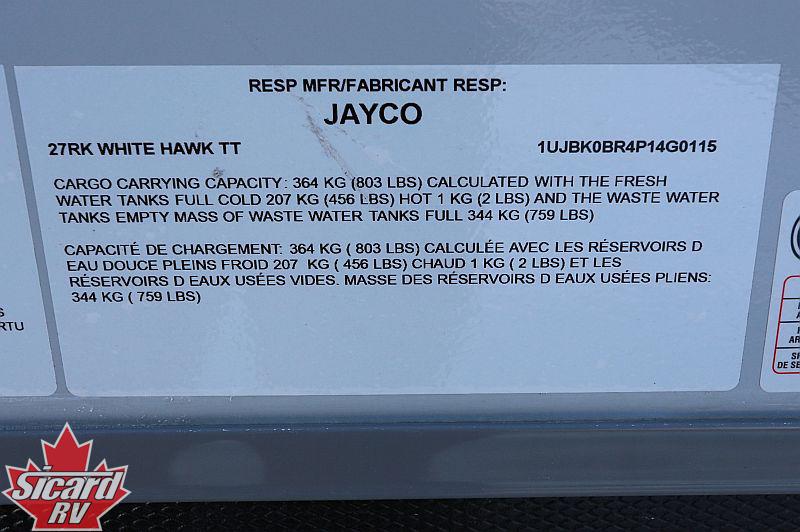 RESP MFR/FABRICANT RESP:
JAYCO
27RK WHITE HAWK TT 1UJBK0BR4P14G0115
CARGO CARRYING CAPACITY: 364 KG (803 LBS) CALCULATED WITH THE FRESH
WATER TANKS FULL COLD 207 KG (456 LBS) HOT 1 KG (2 LBS) AND THE WASTE WATER
TANKS EMPTY MASS OF WASTE WATER TANKS FULL 344 KG (759 LBS)
CAPACITÉ DE CHARGEMENT: 364 KG ( 803 LBS) CALCULÉE AVEC LES RÉSERVOIRS D
EAU DOUCE PLEINS FROID 207 KG ( 456 LBS) CHAUD 1 KG ( 2 LBS) ET LES
RÉSERVOIRS D EAUX USÉES VIDES. MASSE DES RÉSERVOIRS D EAUX USÉES PLIENS:
344 KG ( 759 LBS)
RTU
DE SE
Sicard
RV